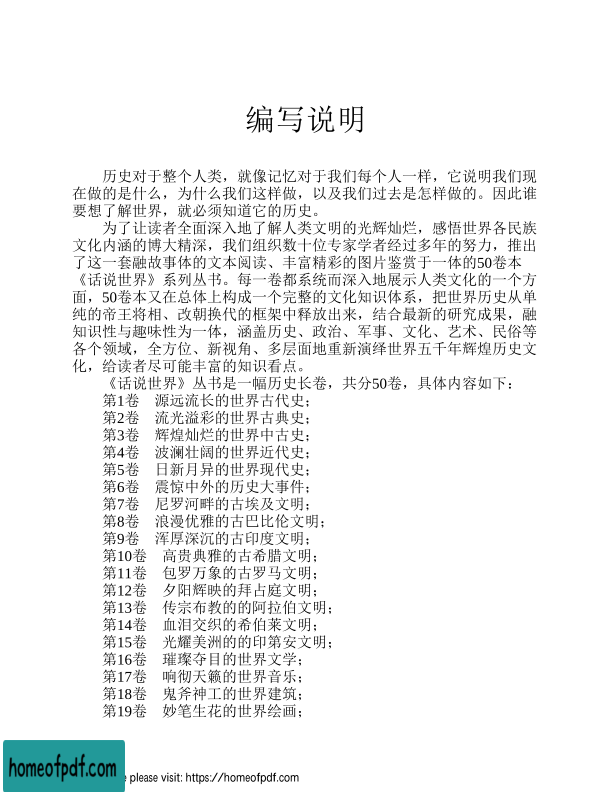 编写说明
历史对于整个人类，就像记忆对于我们每个人一样，它说明我们现
在做的是什么，为什么我们这样做，以及我们过去是怎样做的。因此谁
要想了解世界，就必须知道它的历史。
为了让读者全面深入地了解人类文明的光辉灿烂，感悟世界各民族
文化内涵的博大精深，我们组织数十位专家学者经过多年的努力，推出
了这一套融故事体的文本阅读、丰富精彩的图片鉴赏于一体的50卷本
《话说世界》系列丛书。每一卷都系统而深入地展示人类文化的一个方
面，50卷本又在总体上构成一个完整的文化知识体系，把世界历史从单
纯的帝王将相、改朝换代的框架中释放出来，结合最新的研究成果，融
知识性与趣味性为一体，涵盖历史、政治、军事、文化、艺术、民俗等
各个领域，全方位、新视角、多层面地重新演绎世界五千年辉煌历史文
化，给读者尽可能丰富的知识看点。
《话说世界》丛书是一幅历史长卷，共分50卷，具体内容如下：
第1卷　源远流长的世界古代史；
第2卷　流光溢彩的世界古典史；
第3卷　辉煌灿烂的世界中古史；
第4卷　波澜壮阔的世界近代史；
第5卷　日新月异的世界现代史；
第6卷　震惊中外的历史大事件；
第7卷　尼罗河畔的古埃及文明；
第8卷　浪漫优雅的古巴比伦文明；
第9卷　浑厚深沉的古印度文明；
第10卷　高贵典雅的古希腊文明；
第11卷　包罗万象的古罗马文明；
第12卷　夕阳辉映的拜占庭文明；
第13卷　传宗布教的的阿拉伯文明；
第14卷　血泪交织的希伯莱文明；
第15卷　光耀美洲的的印第安文明；
第16卷　璀璨夺目的世界文学；
第17卷　响彻天籁的世界音乐；
第18卷　鬼斧神工的世界建筑；
第19卷　妙笔生花的世界绘画；
homeofpdf.com
please visit: https://homeofpdf.com